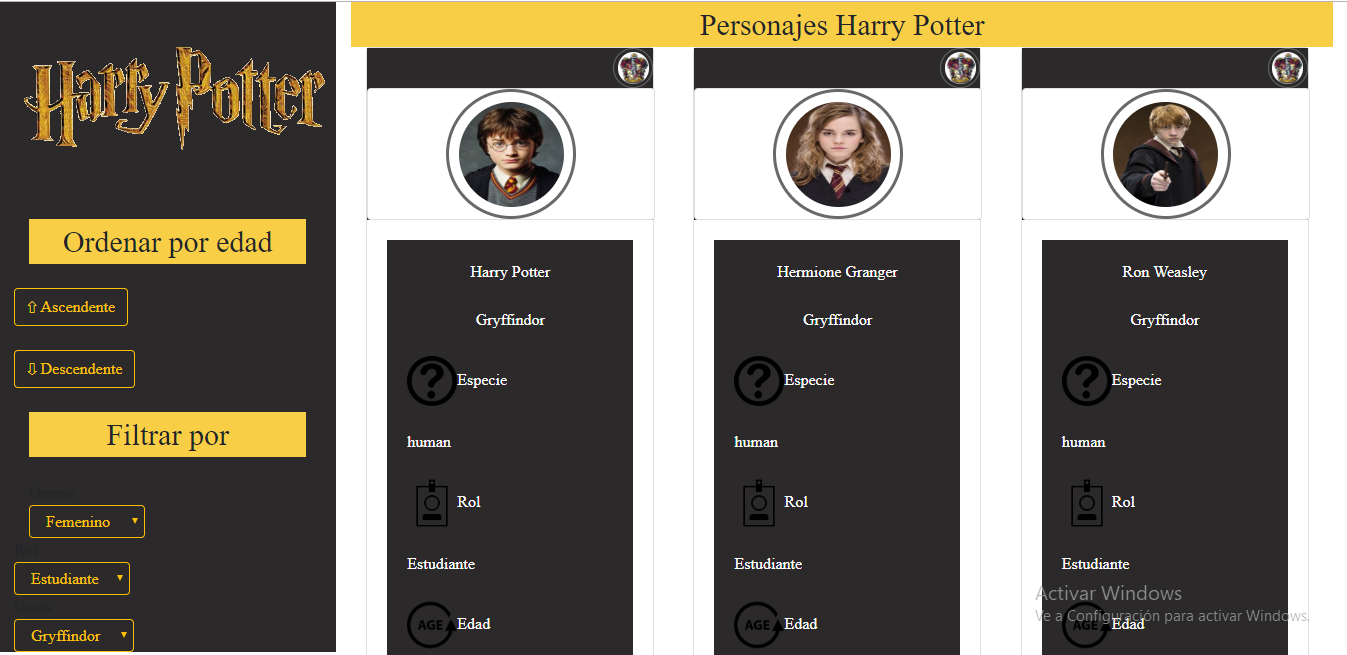 Harry Potter
Ordenar por edad
⇧ Ascendente
⇩ Descendente
Filtrar por
Genero
Femenino
Rol
Estudiante
Gryffindor
Personajes Harry Potter
Harry Potter
Gryffindor
Especie
human
Rol
Estudiante
AGE
Edad
Hermione Granger
Gryffindor
Especie
human
Rol
Estudiante
AGE
Edad
Ron Weasley
Gryffindor
Especie
human
Rol
Estudiante
AGE
Edad
Activar Windows
Ve a Configuración para activar Windows.